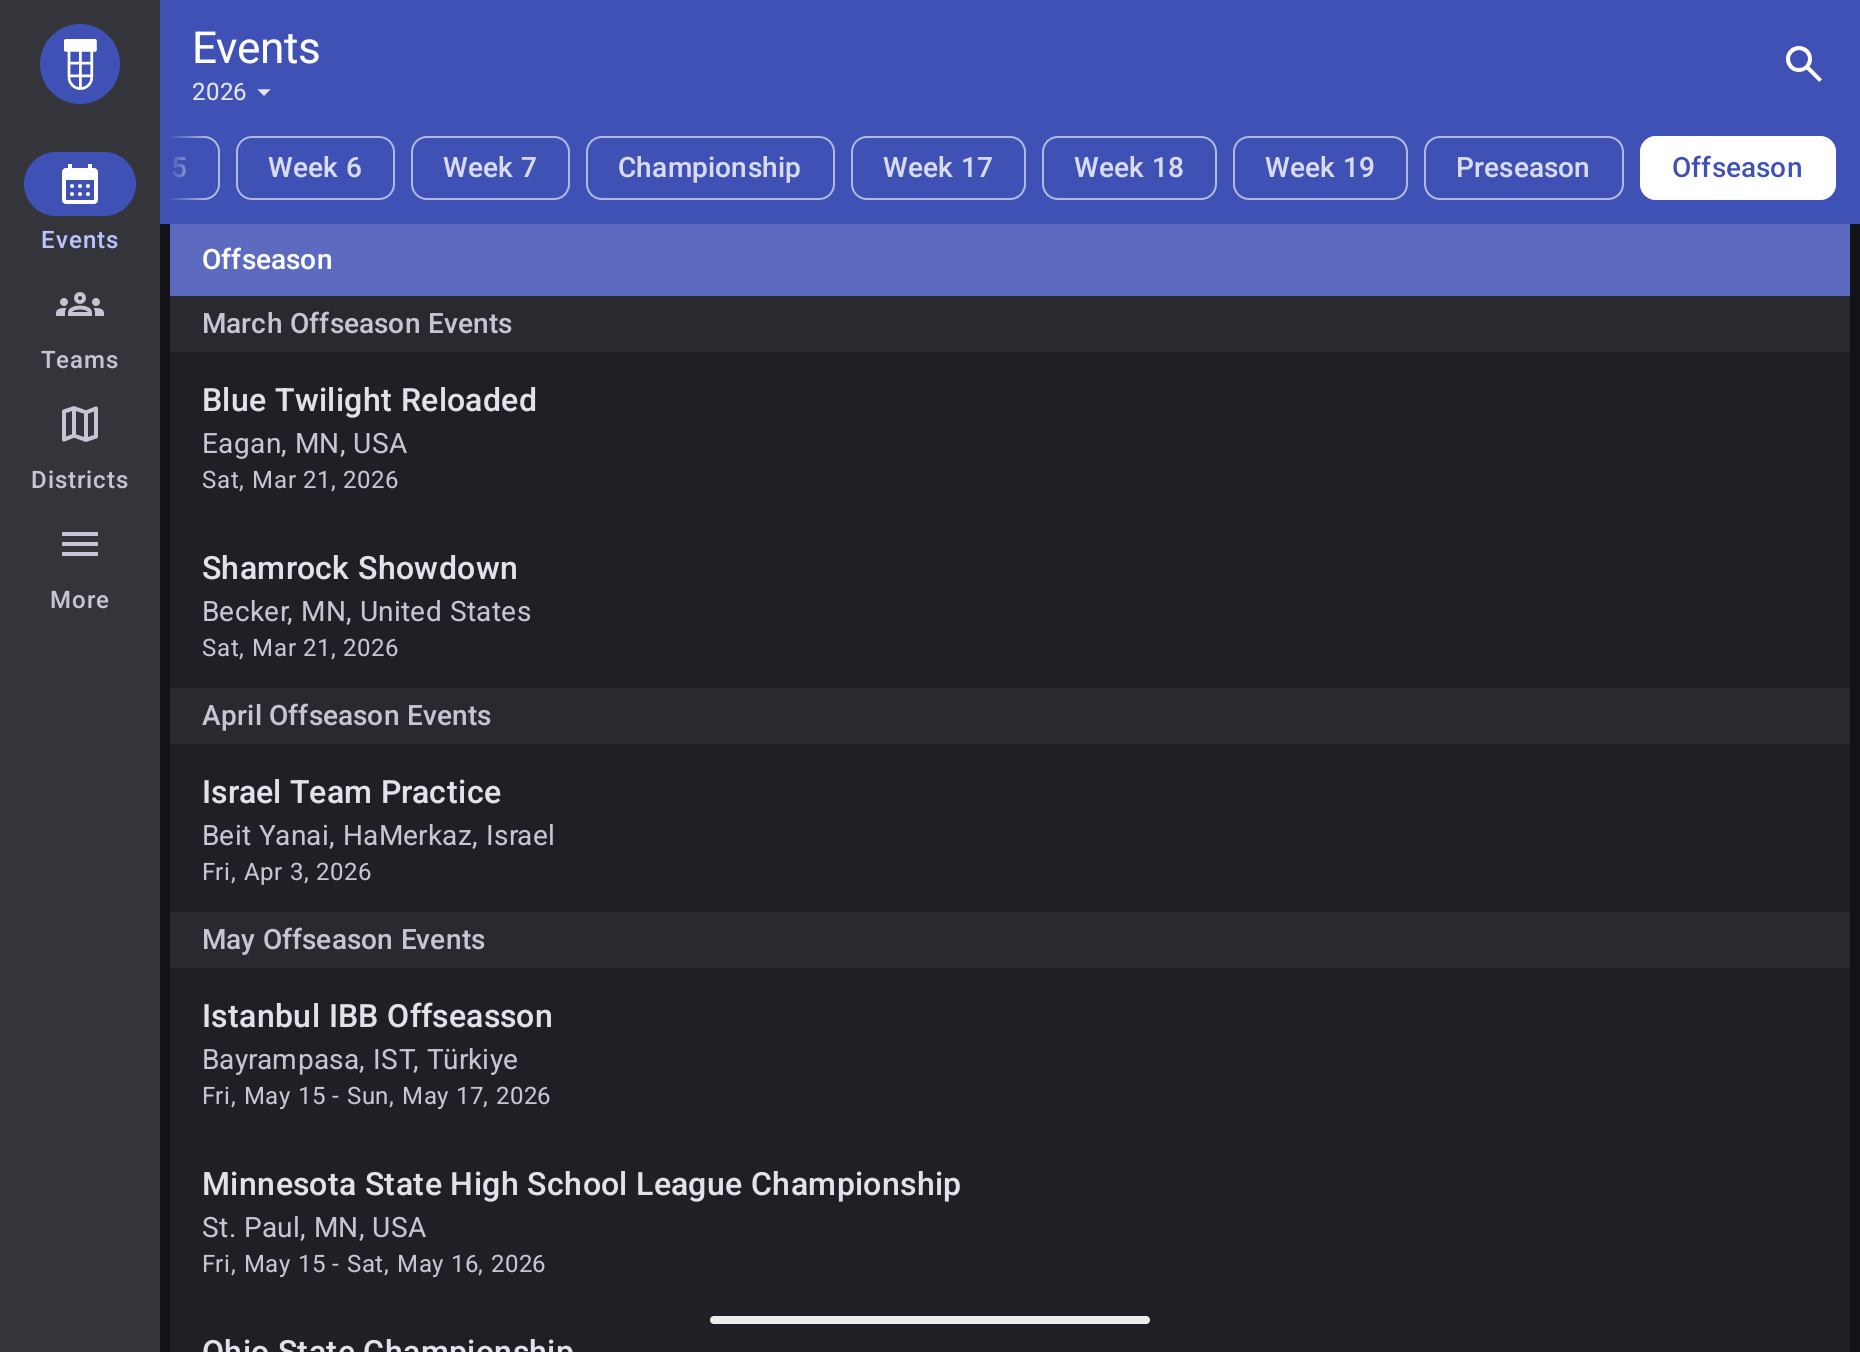 Events
2026
5
Week 6
Week 7
Championship
Week 17
Week 18
Week 19
Preseason
Offseason
Events
Teams
Districts
More
Offseason
March Offseason Events
Blue Twilight Reloaded
Eagan, MN, USA
Sat, Mar 21, 2026
Shamrock Showdown
Becker, MN, United States
Sat, Mar 21, 2026
April Offseason Events
Israel Team Practice
Beit Yanai, HaMerkaz, Israel
Fri, Apr 3, 2026
May Offseason Events
Istanbul IBB Offseasson
Bayrampasa, IST, Türkiye
Fri, May 15 - Sun, May 17, 2026
Minnesota State High School League Championship
St. Paul, MN, USA
Fri, May 15 - Sat, May 16, 2026
Ohio State Championship